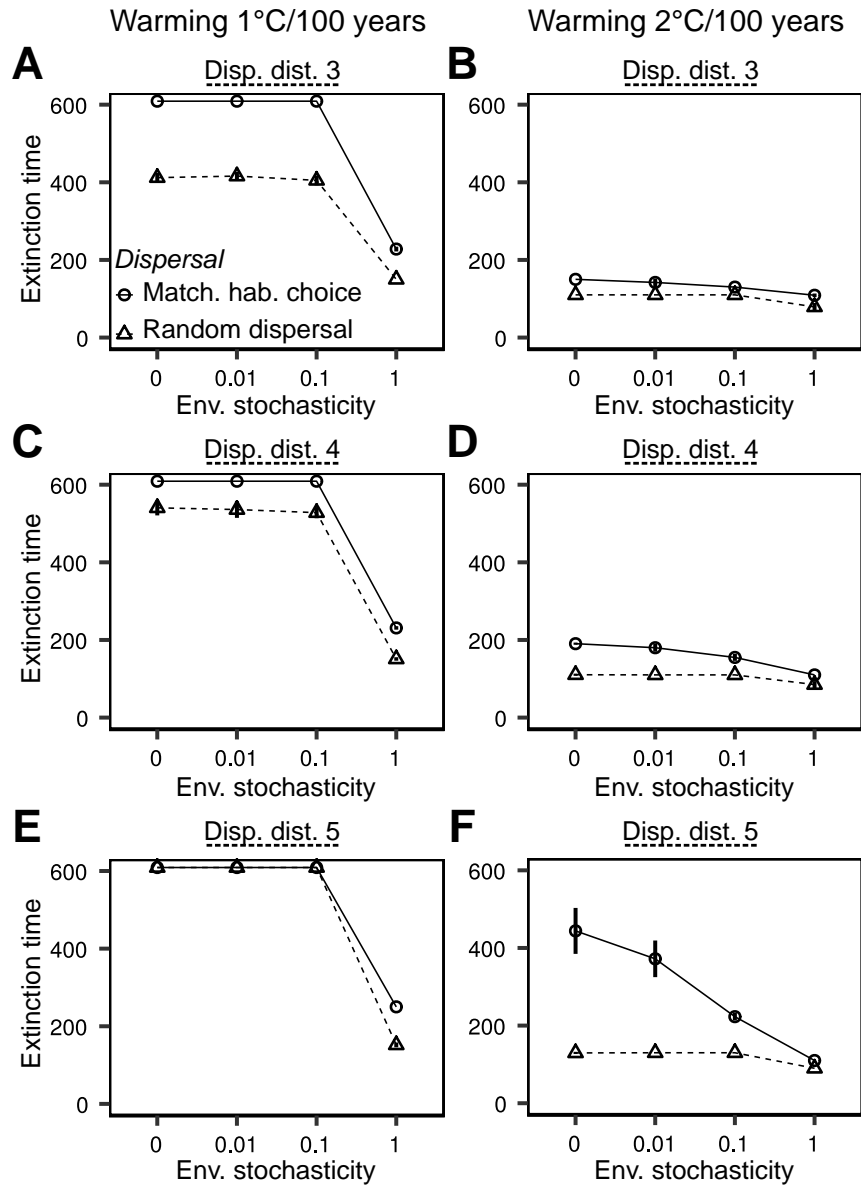 Warming 1°C/100 years Warming 2°C/100 years
A Disp. dist. 3
600
400
200
0
Extinction time
Dispersal
Match. hab. choice
Random dispersal
0 0.01 0.1 1
Env. stochasticity
B Disp. dist. 3
600
400
200
0
0 0.01 0.1 1
Env. stochasticity
C Disp. dist. 4
600
400
200
0
Extinction time
0 0.01 0.1 1
Env. stochasticity
D Disp. dist. 4
600
400
200
0
0 0.01 0.1 1
Env. stochasticity
E Disp. dist. 5
600
400
200
0
Extinction time
0 0.01 0.1 1
Env. stochasticity
F Disp. dist. 5
600
400
200
0
0 0.01 0.1 1
Env. stochasticity